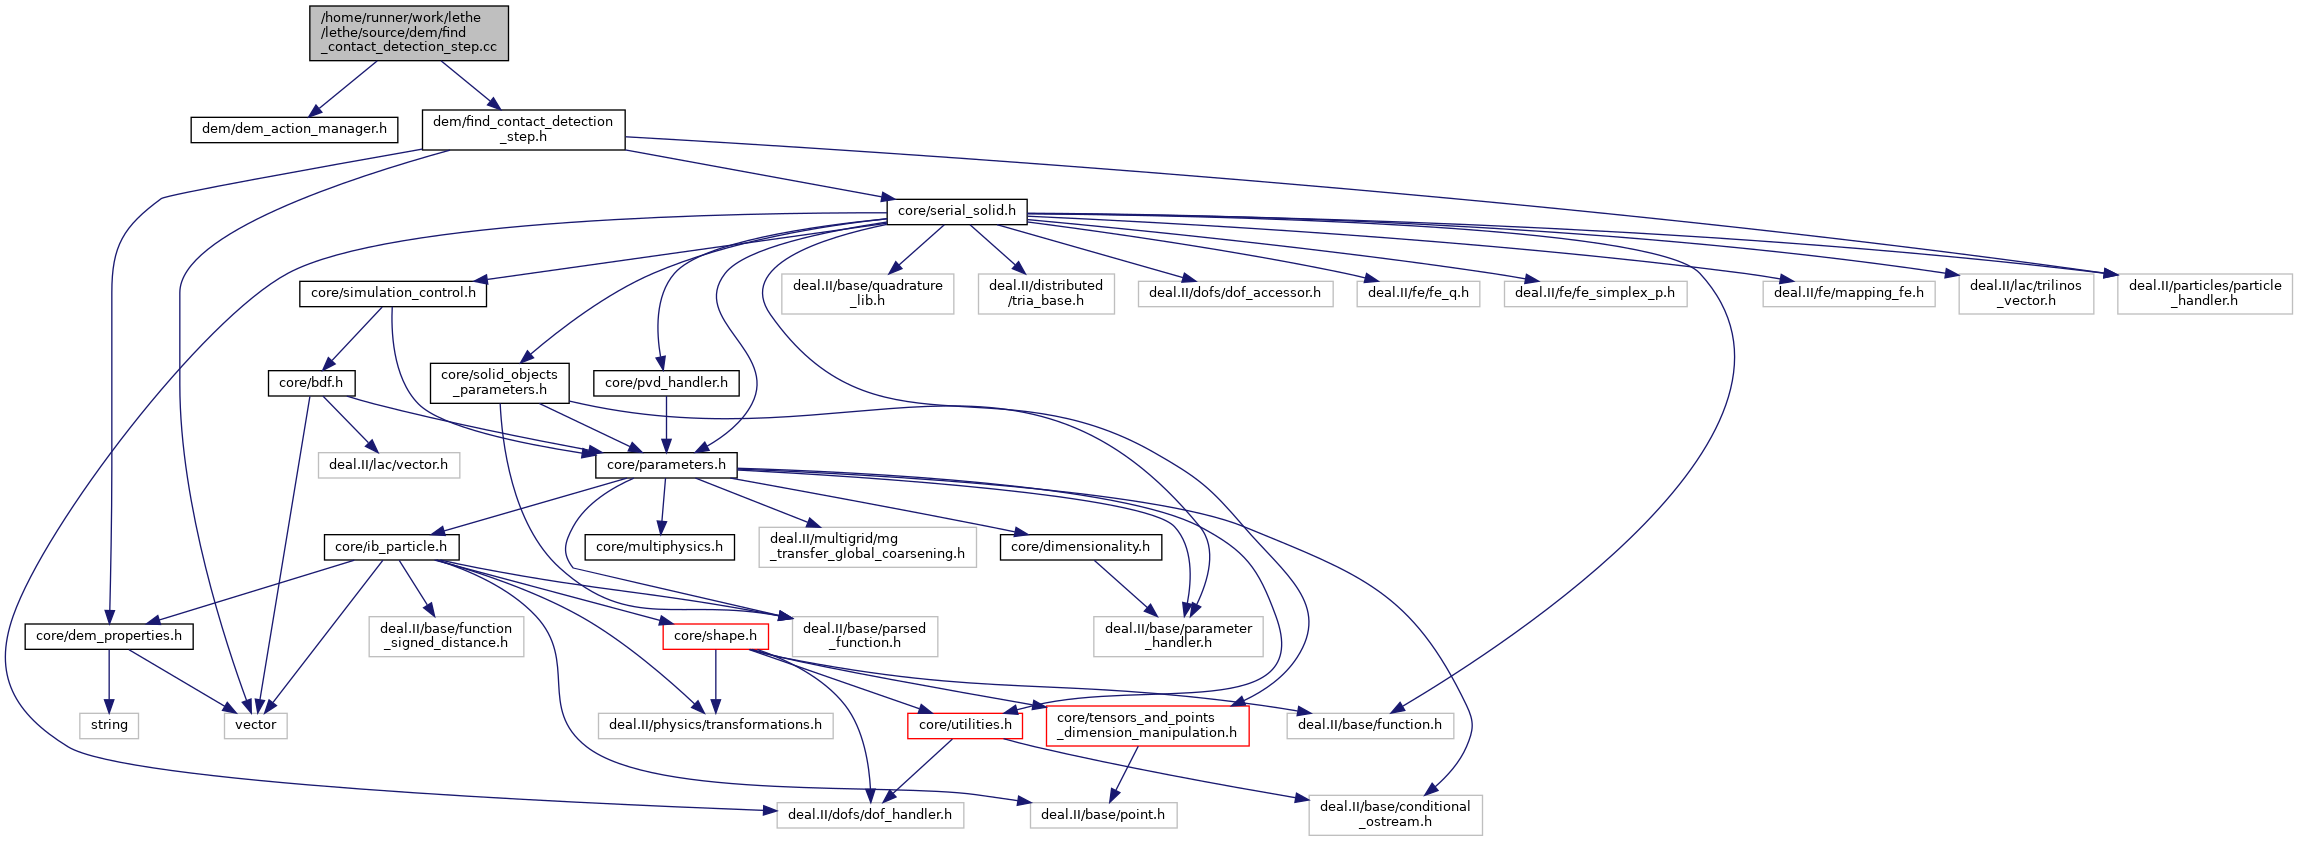 /home/runner/work/lethe
/lethe/source/dem/find
_contact_detection_step.cc
dem/dem_action_manager.h
dem/find_contact_detection
_step.h
core/serial_solid.h
core/simulation_control.h
deal.II/base/quadrature
_lib.h
deal.II/distributed
/tria_base.h
deal.II/dofs/dof_accessor.h
deal.II/fe/fe_q.h
deal.II/fe/fe_simplex_p.h
deal.II/fe/mapping_fe.h
deal.II/lac/trilinos
_vector.h
deal.II/particles/particle
_handler.h
core/bdf.h
core/solid_objects
_parameters.h
core/pvd_handler.h
deal.II/lac/vector.h
core/parameters.h
core/ib_particle.h
core/multiphysics.h
deal.II/multigrid/mg
_transfer_global_coarsening.h
core/dimensionality.h
core/dem_properties.h
deal.II/base/function
_signed_distance.h
core/shape.h
deal.II/base/parsed
_function.h
deal.II/base/parameter
_handler.h
string
vector
deal.II/physics/transformations.h
core/utilities.h
core/tensors_and_points
_dimension_manipulation.h
deal.II/base/function.h
deal.II/dofs/dof_handler.h
deal.II/base/point.h
deal.II/base/conditional
_ostream.h